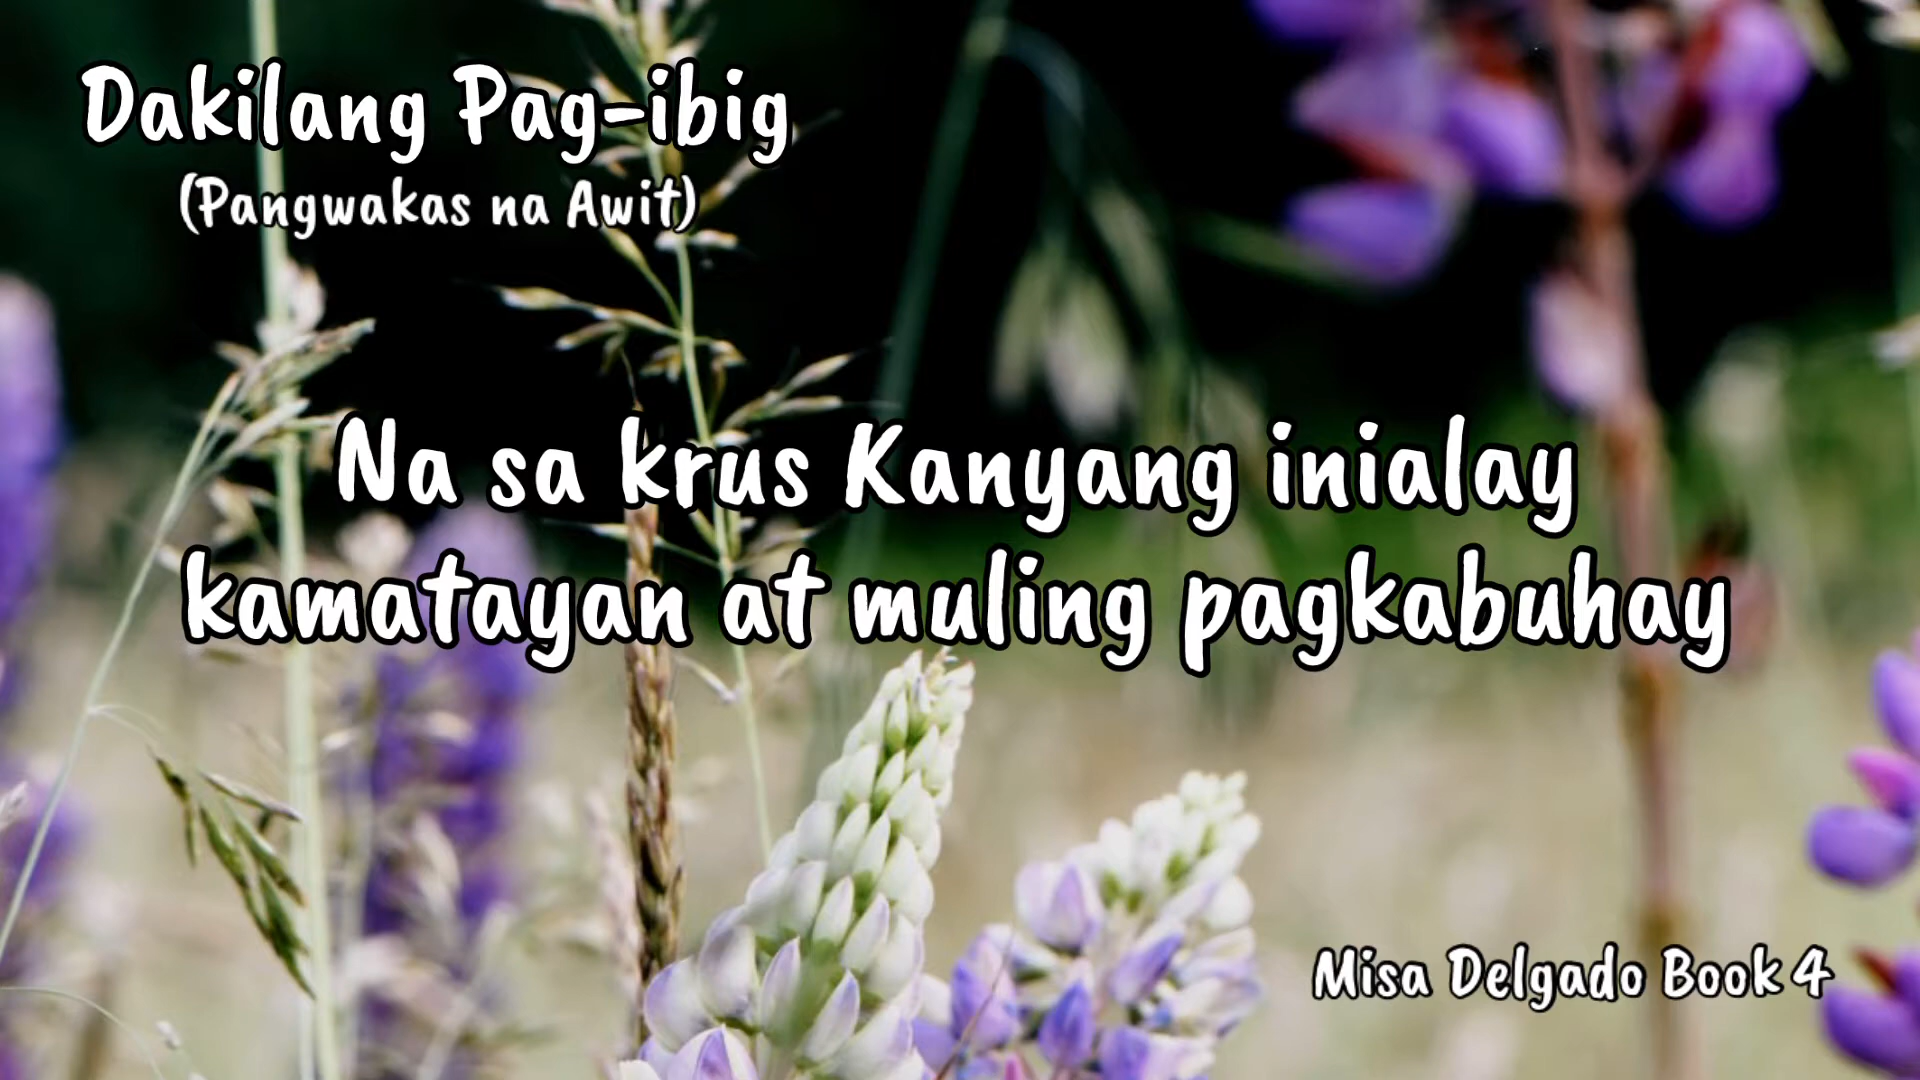 Dakilang Pag-ibig
(Pangwakas na Awit)
Na sa krus Kanyang inialay
kamatayan at muling pagkabuhay
Misa Delgado Book 4